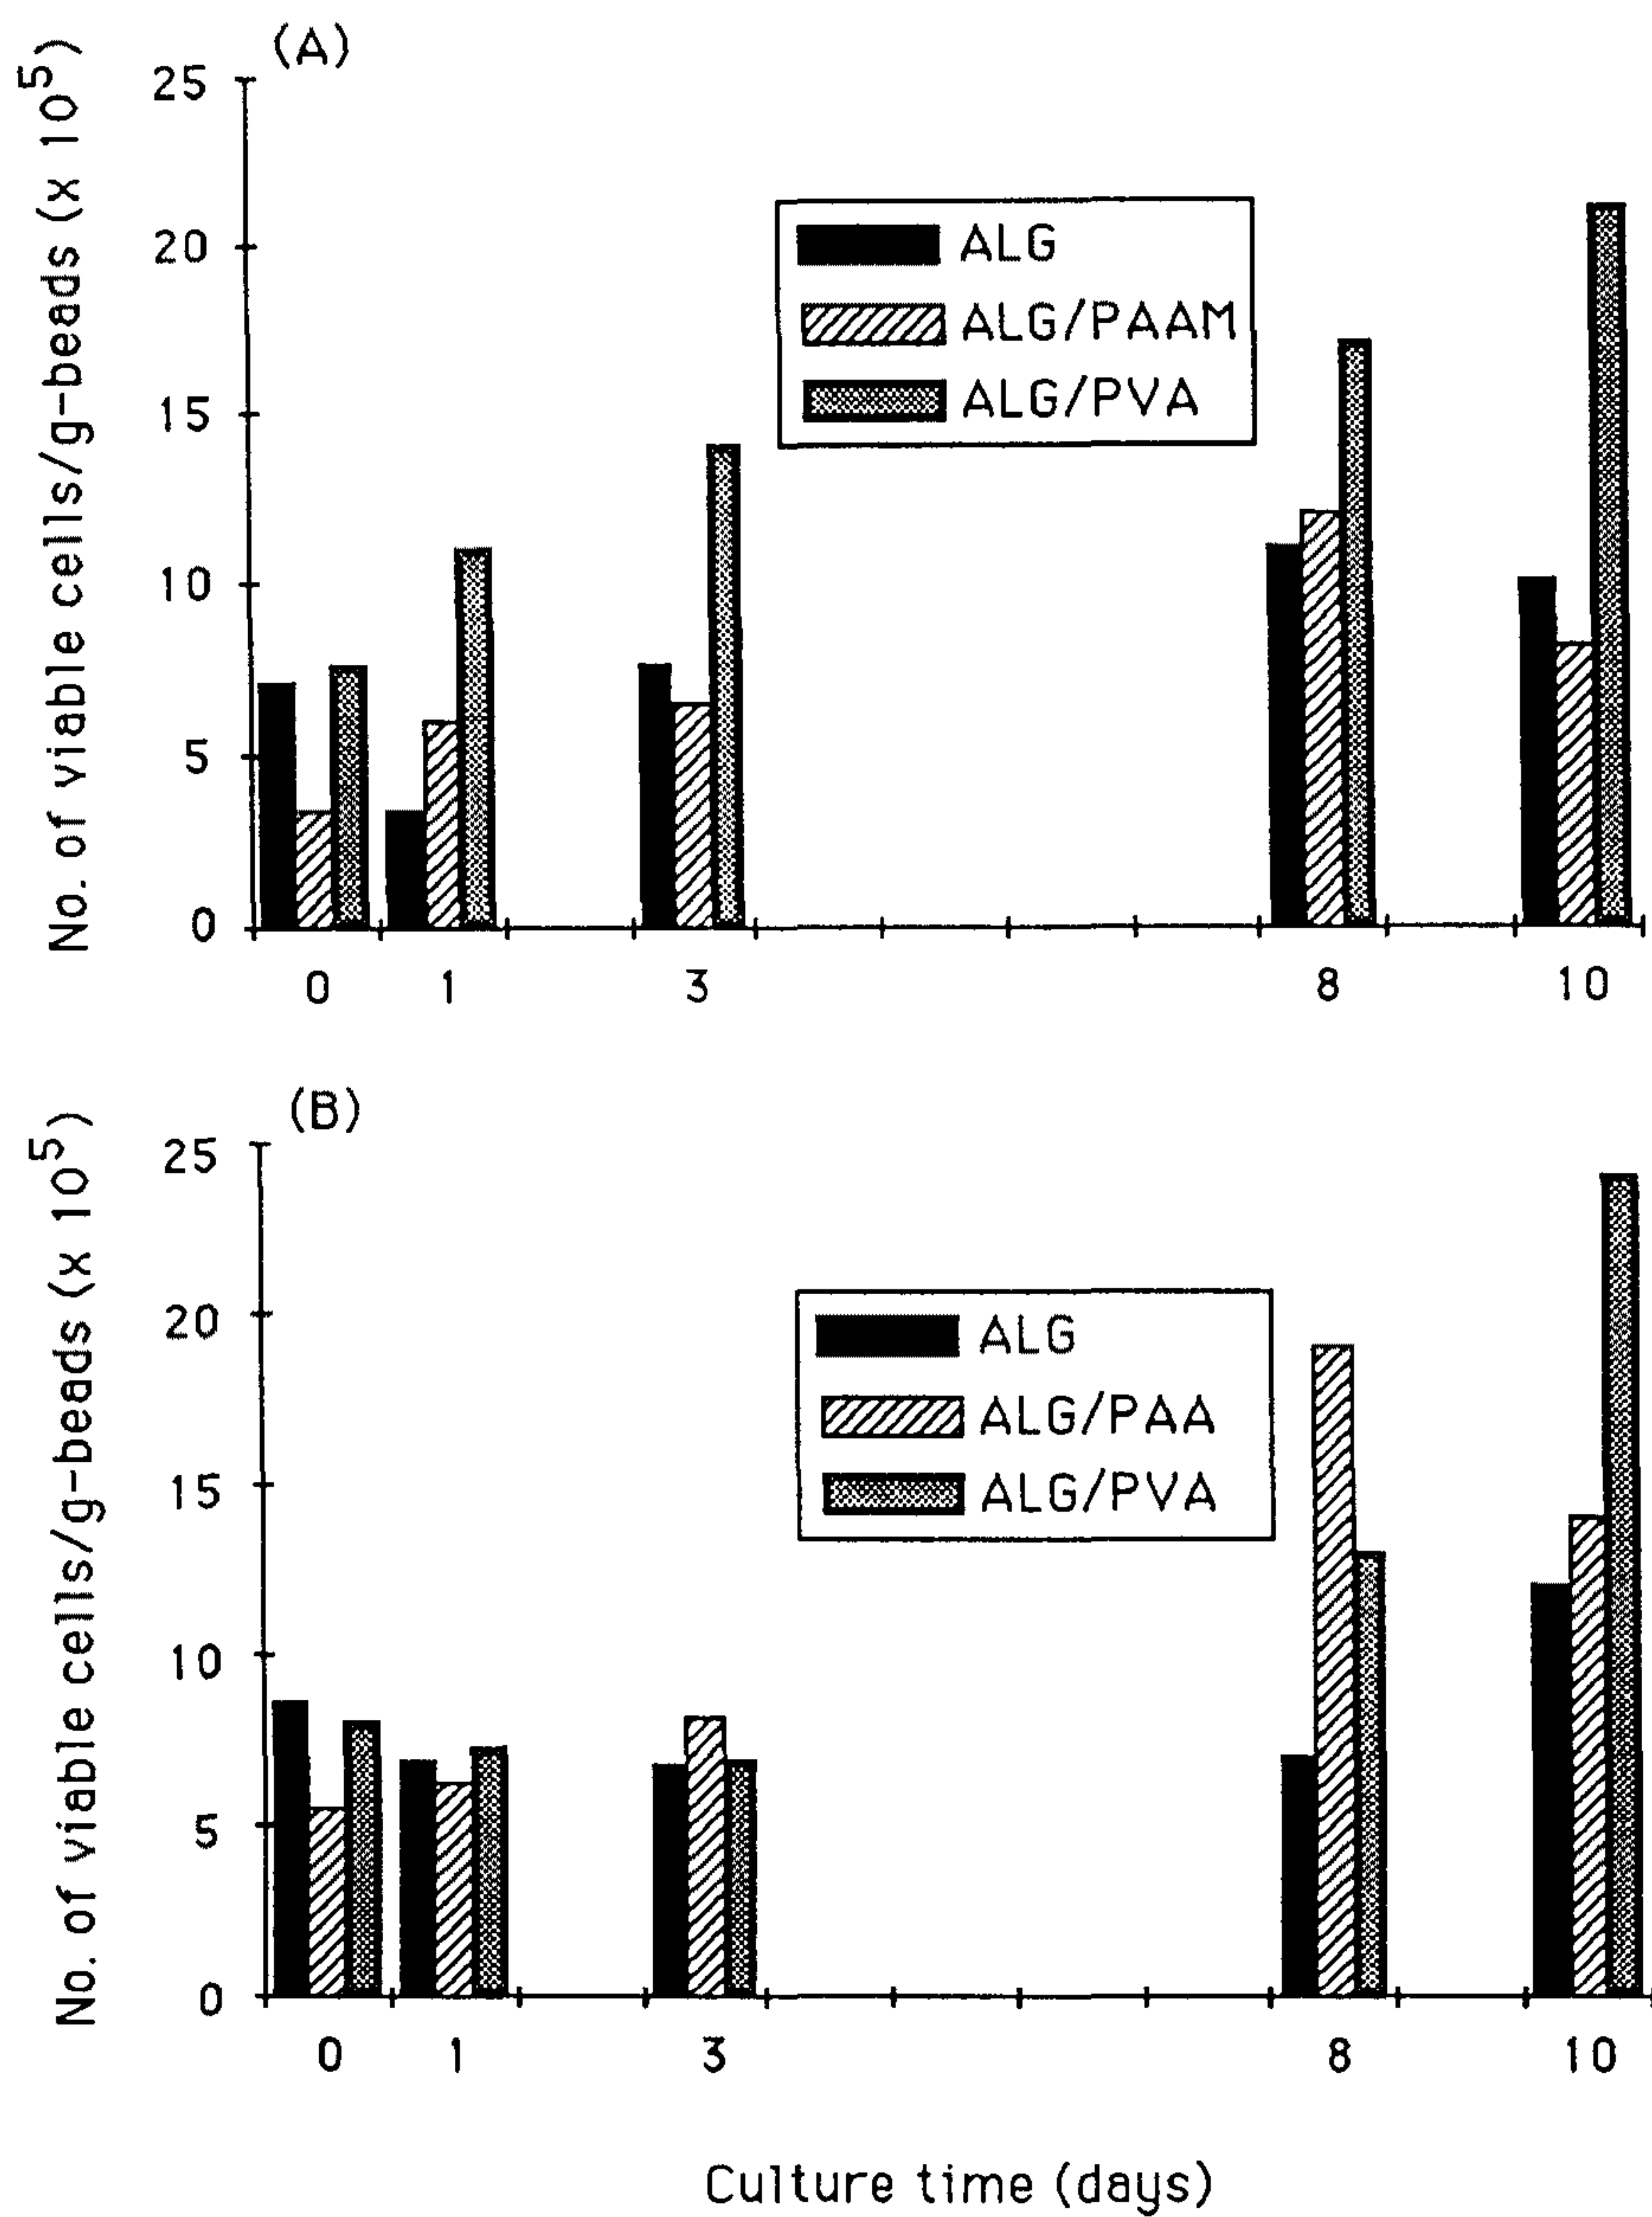 (A)
No. of viable cells/g-beads (x 10⁵)
25
20
15
10
5
0
ALG
ALG/PAAM
ALG/PVA
0 1 3 8 10
(B)
No. of viable cells/g-beads (x 10⁵)
25
20
15
10
5
0
ALG
ALG/PAA
ALG/PVA
0 1 3 8 10
Culture time (days)